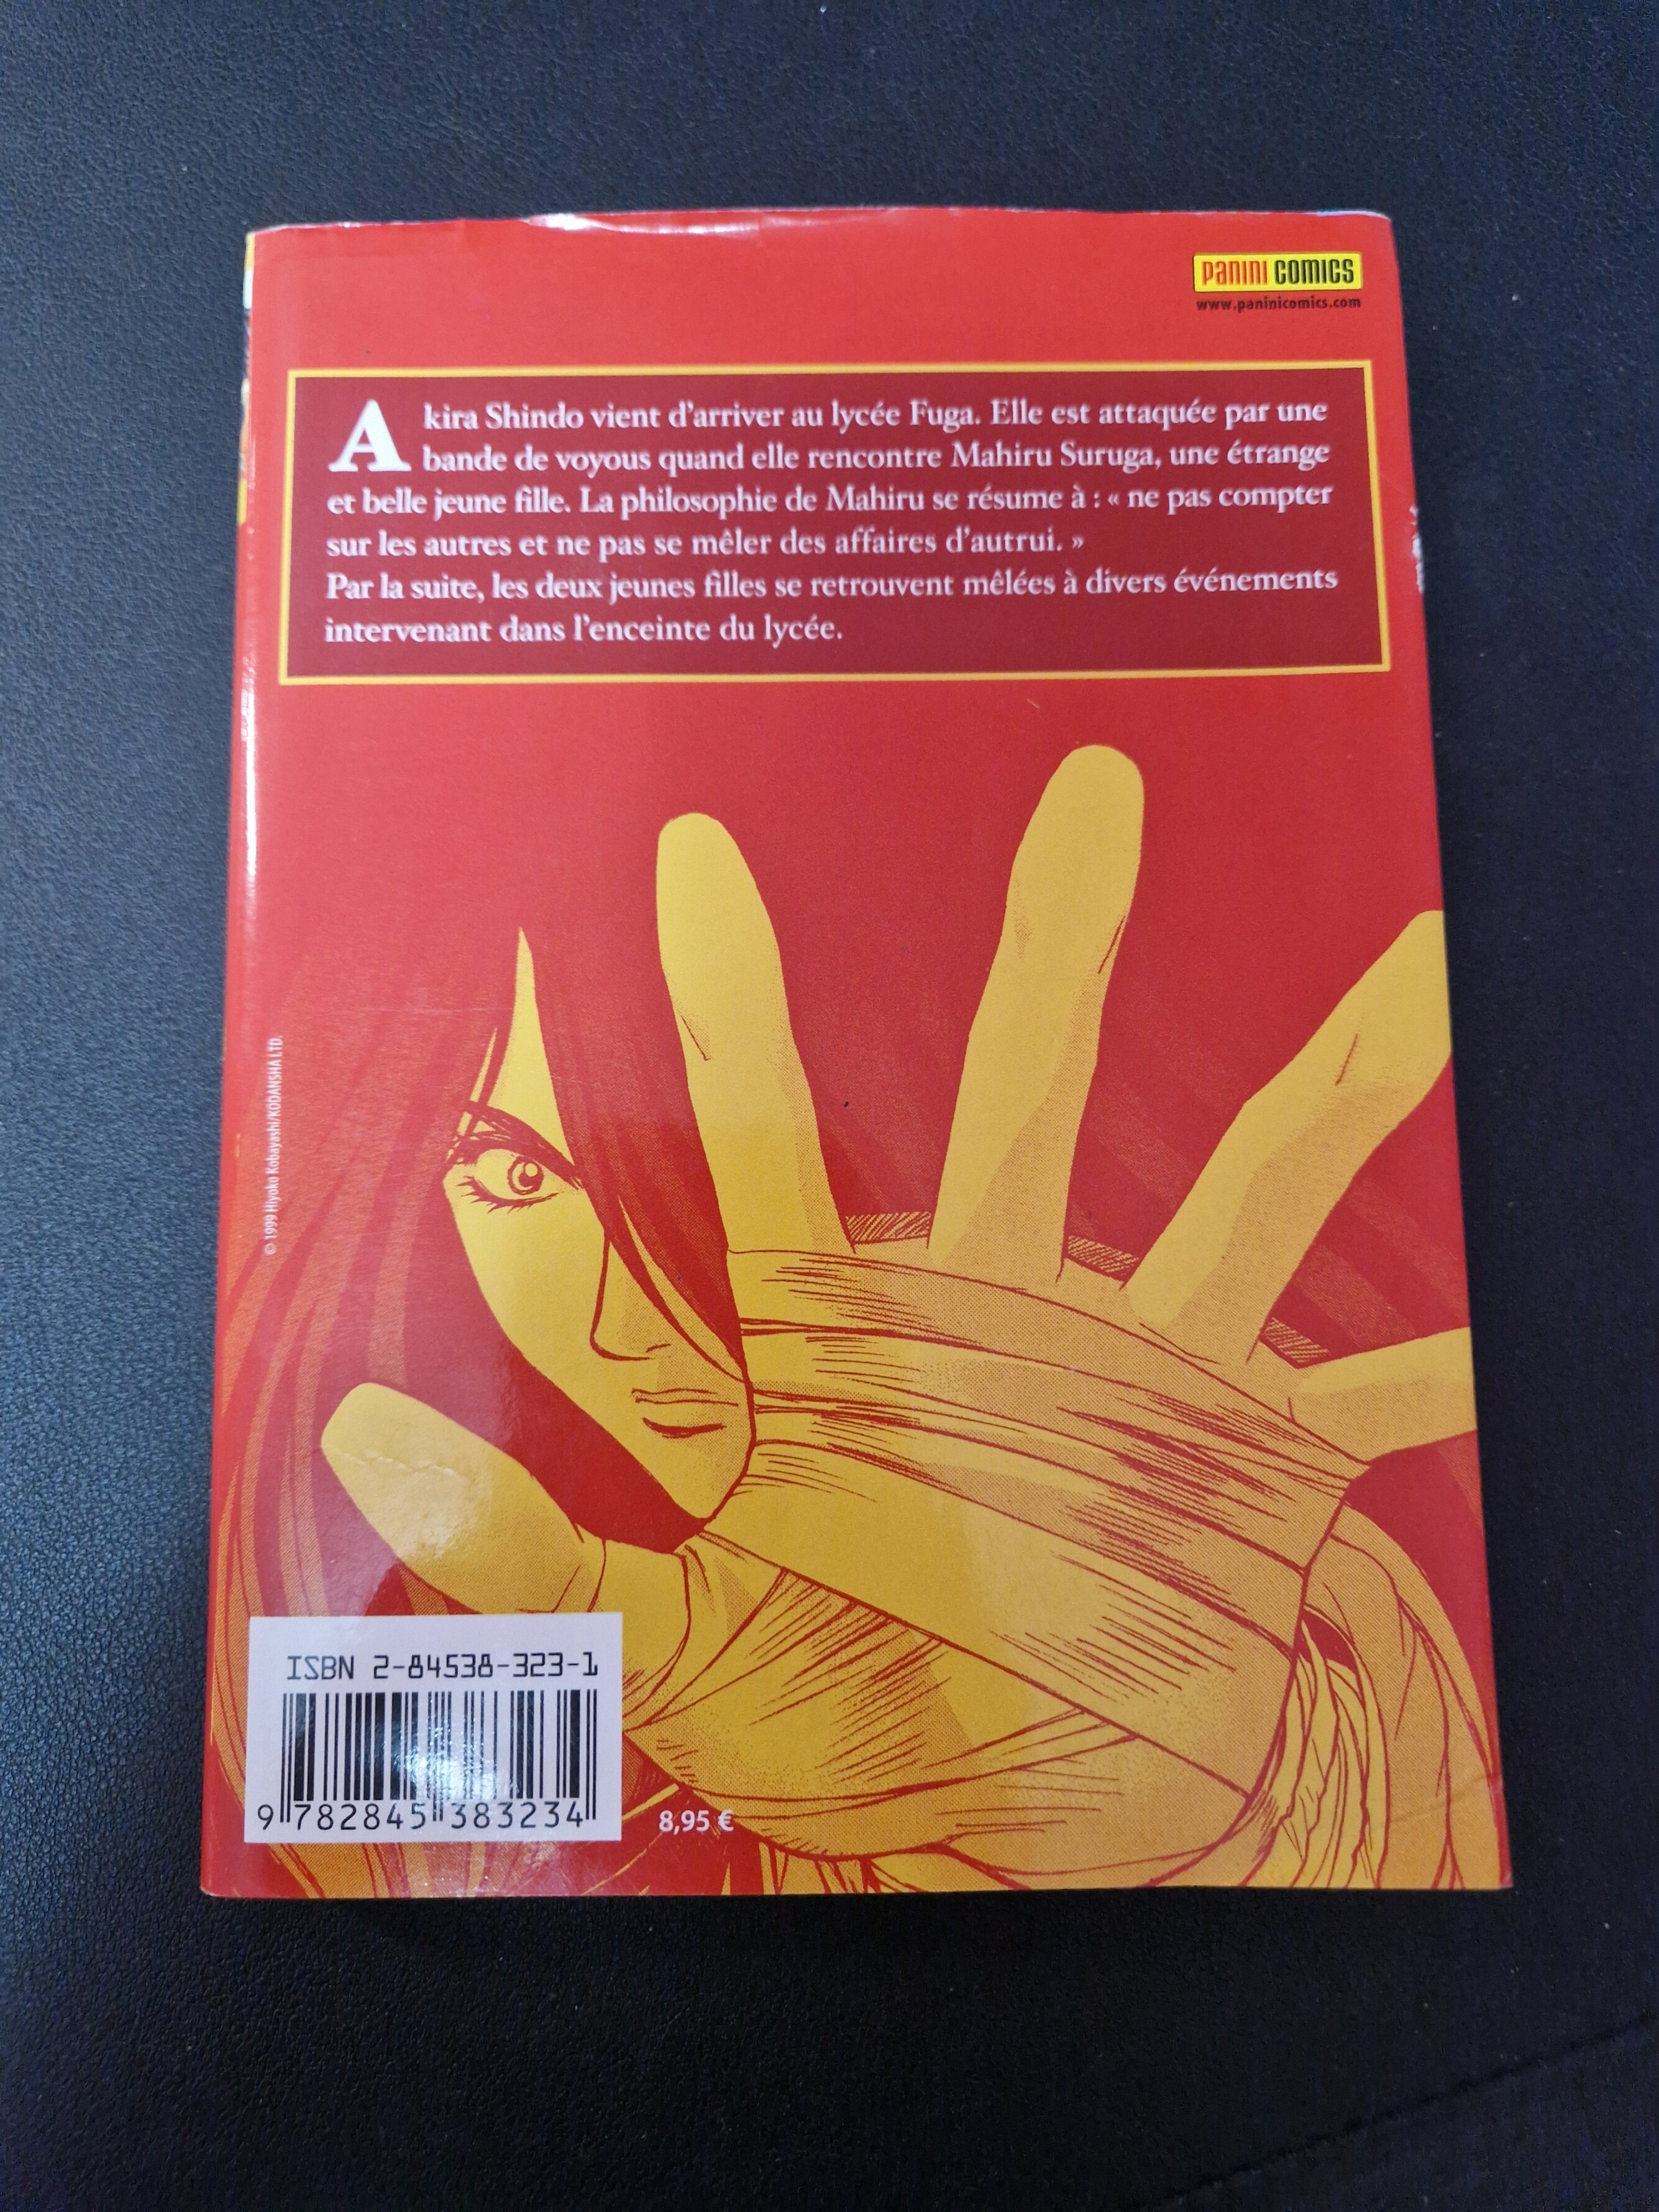 PANINI COMICS
www.paninicomics.com
Akira Shindo vient d'arriver au lycée Fuga. Elle est attaquée par une
bande de voyous quand elle rencontre Mahiru Suruga, une étrange
et belle jeune fille. La philosophie de Mahiru se résume à : « ne pas compter
sur les autres et ne pas se mêler des affaires d'autrui. »
Par la suite, les deux jeunes filles se retrouvent mêlées à divers événements
intervenant dans l'enceinte du lycée.
© 1999 Hiyoko Kobayashi/KODANSHA LTD.
ISBN 2-84538-323-1
9 782845 383234
8,95 €